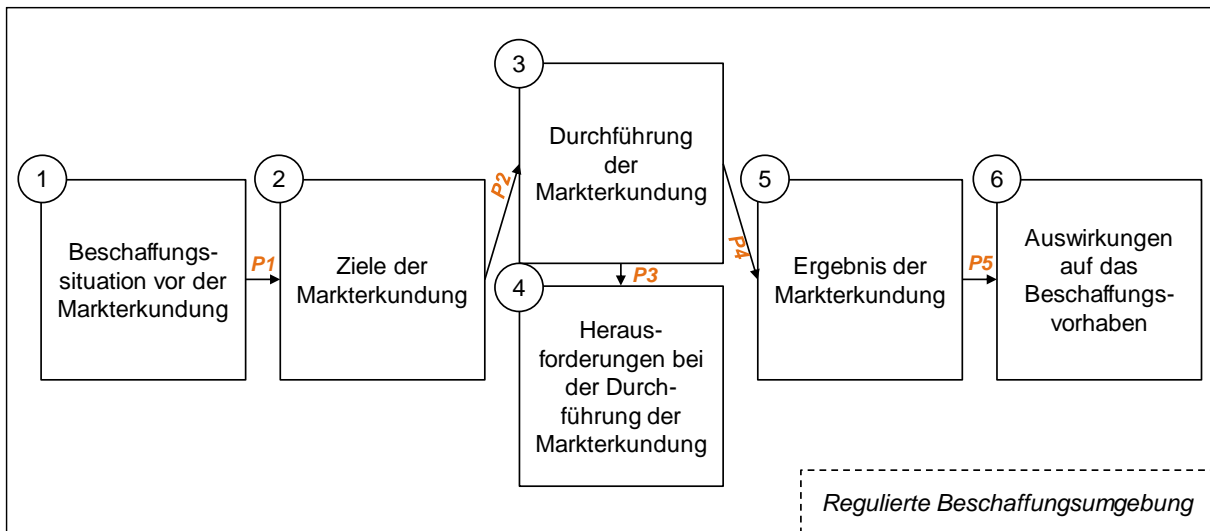 1
Beschaffungs-
situation vor der
Markterkundung
P1
2
Ziele der
Markterkundung
P2
3
Durchführung
der
Markterkundung
P3
4
Heraus-
forderungen bei
der Durch-
führung der
Markterkundung
P4
5
Ergebnis der
Markterkundung
P5
6
Auswirkungen
auf das
Beschaffungs-
vorhaben
Regulierte Beschaffungsumgebung